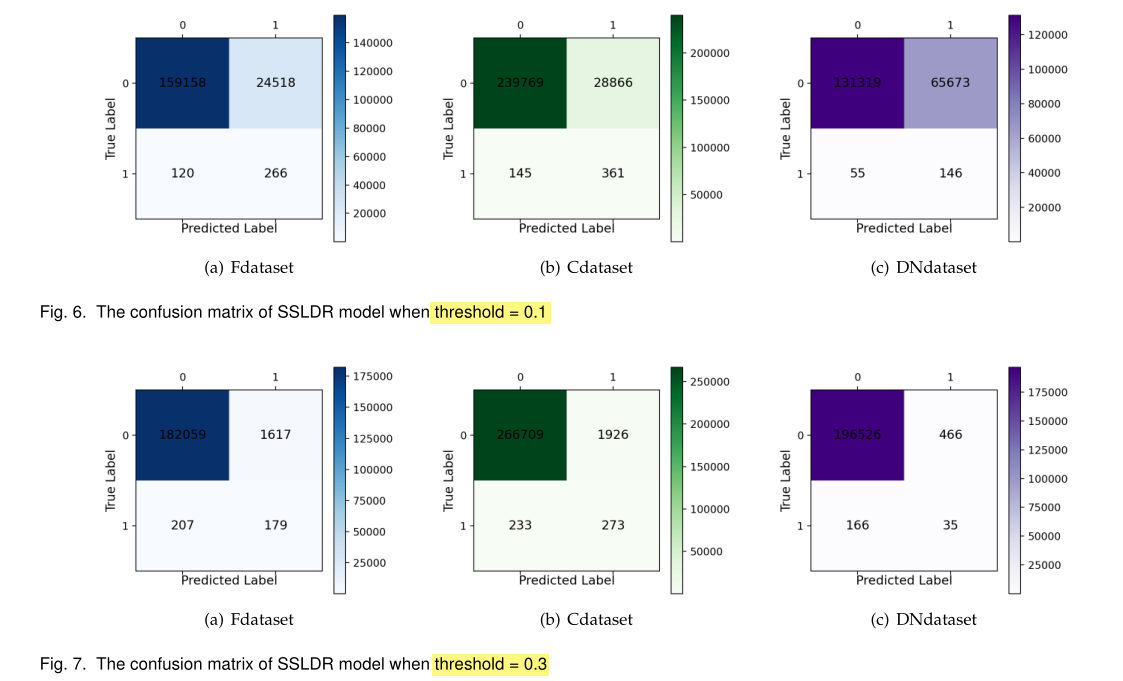 0 1
0 159158 24518
1 120 266
True Label
Predicted Label
140000
120000
100000
80000
60000
40000
20000
(a) Fdataset
0 1
0 239769 28866
1 145 361
True Label
Predicted Label
200000
150000
100000
50000
(b) Cdataset
0 1
0 131319 65673
1 55 146
True Label
Predicted Label
120000
100000
80000
60000
40000
20000
(c) DNdataset
Fig. 6. The confusion matrix of SSLDR model when threshold = 0.1
0 1
0 182059 1617
1 207 179
True Label
Predicted Label
175000
150000
125000
100000
75000
50000
25000
(a) Fdataset
0 1
0 266709 1926
1 233 273
True Label
Predicted Label
250000
200000
150000
100000
50000
(b) Cdataset
0 1
0 196526 466
1 166 35
True Label
Predicted Label
175000
150000
125000
100000
75000
50000
25000
(c) DNdataset
Fig. 7. The confusion matrix of SSLDR model when threshold = 0.3